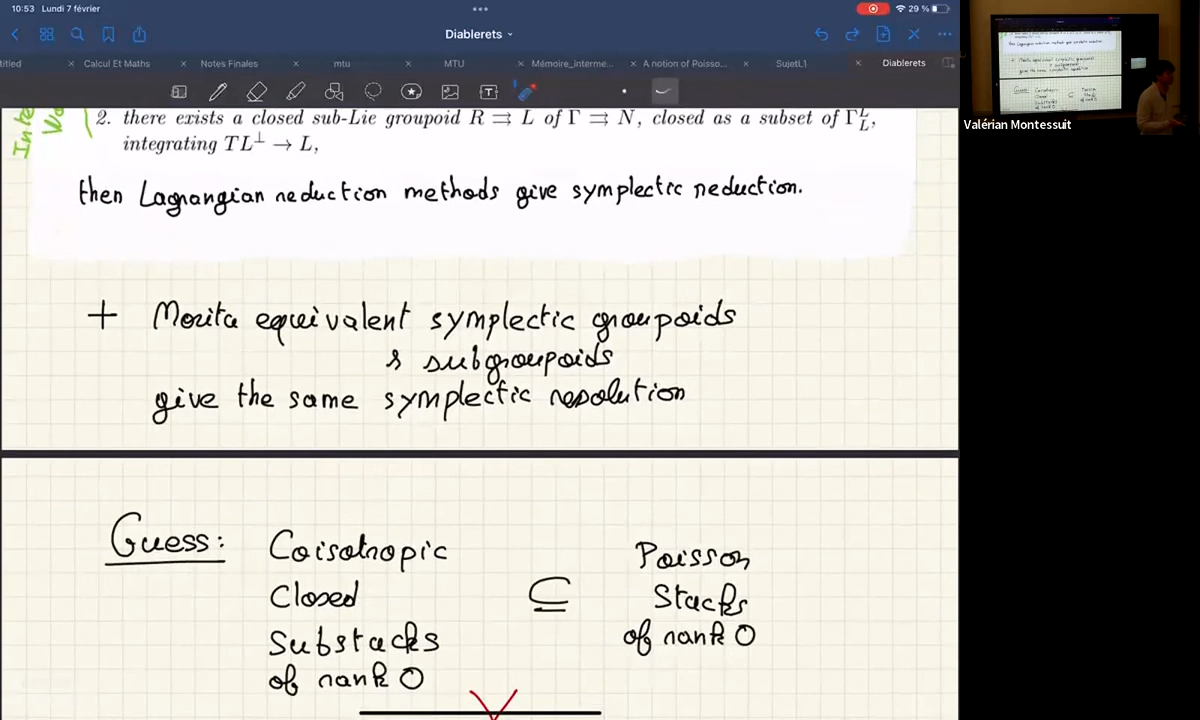 10:53 Lundi 7 février
29 %
Diablerets
titled
Calcul Et Maths
Notes Finales
mtu
MTU
Mémoire_interme...
A notion of Poisso...
SujetL1
Diablerets
2. there exists a closed sub-Lie groupoid R ⇉ L of Γ ⇉ N, closed as a subset of Γ_L^L,
integrating TL^⊥ → L,
then Lagrangian reduction methods give symplectic reduction.
+ Morita equivalent symplectic groupoids
& subgroupoids
give the same symplectic resolution
Guess: Coisotropic
Closed
Substacks
of rank 0
⊆
Poisson
Stacks
of rank 0
Valérian Montessuit